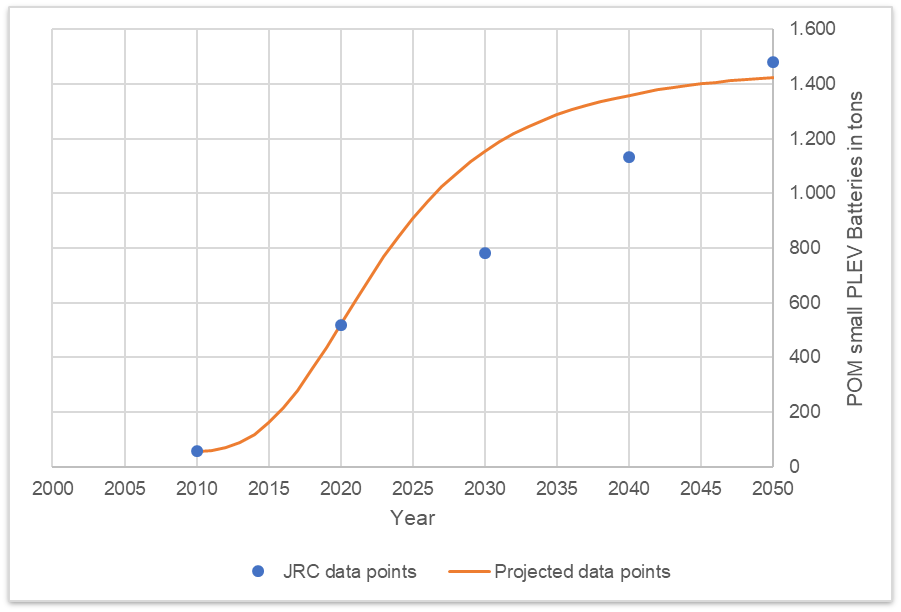 1.600
1.400
1.200
1.000
800
600
400
200
0
POM small PLEV Batteries in tons
2000 2005 2010 2015 2020 2025 2030 2035 2040 2045 2050
Year
JRC data points Projected data points